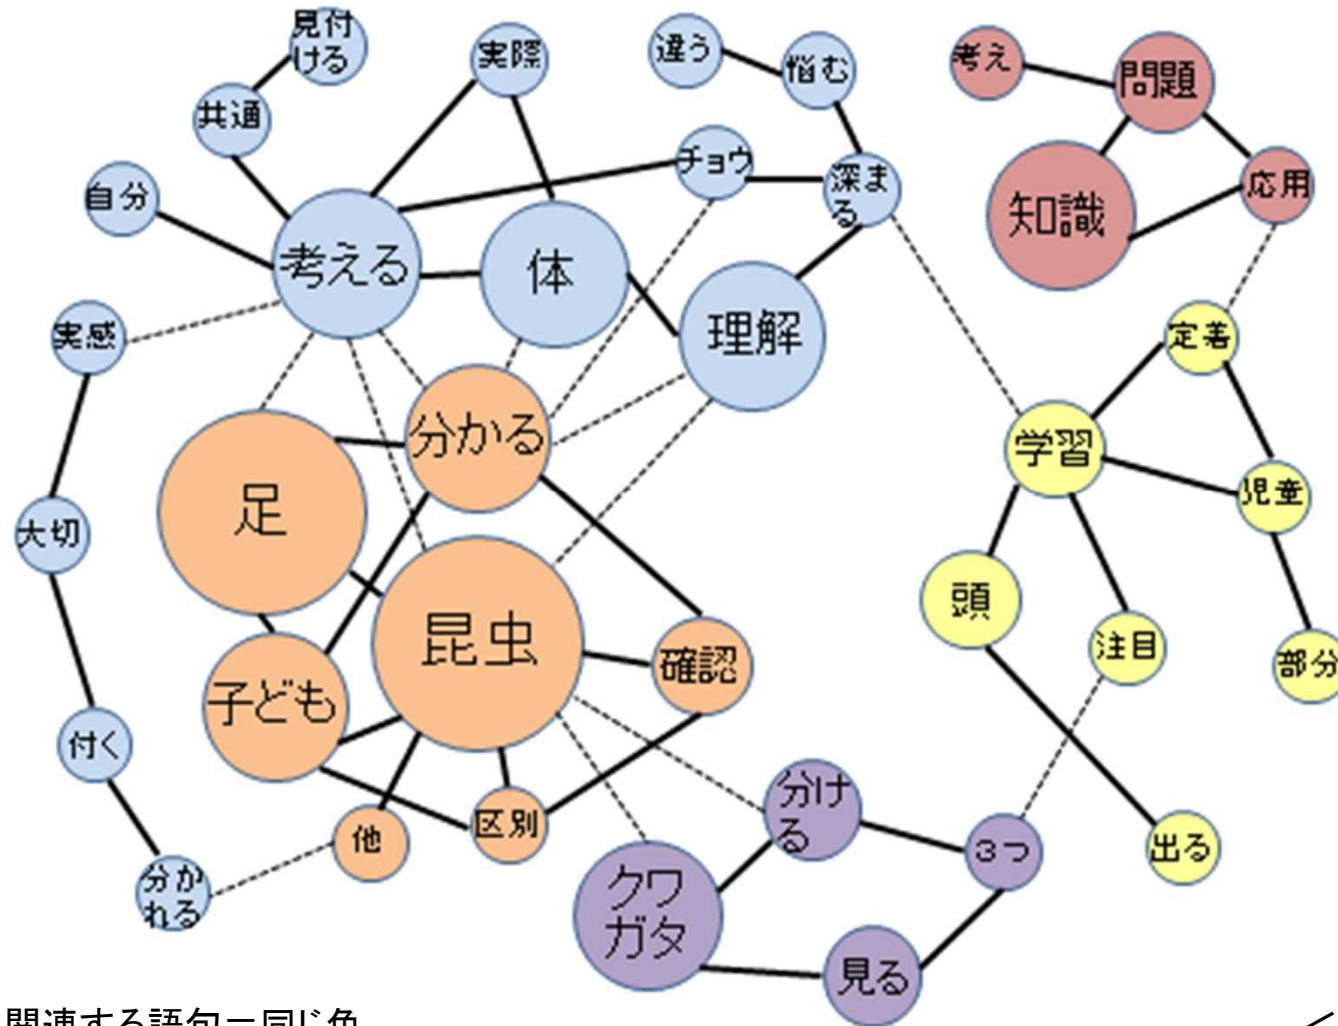 見付
ける
実際
違う
悩む
考え
問題
共通
チョウ
深ま
る
自分
応用
知識
考える
体
理解
実感
定着
分かる
学習
足
児童
大切
頭
昆虫
確認
注目
部分
子ども
付く
分け
る
他
区別
3つ
出る
分か
れる
クワ
ガタ
見る
関連する語句＝同じ色